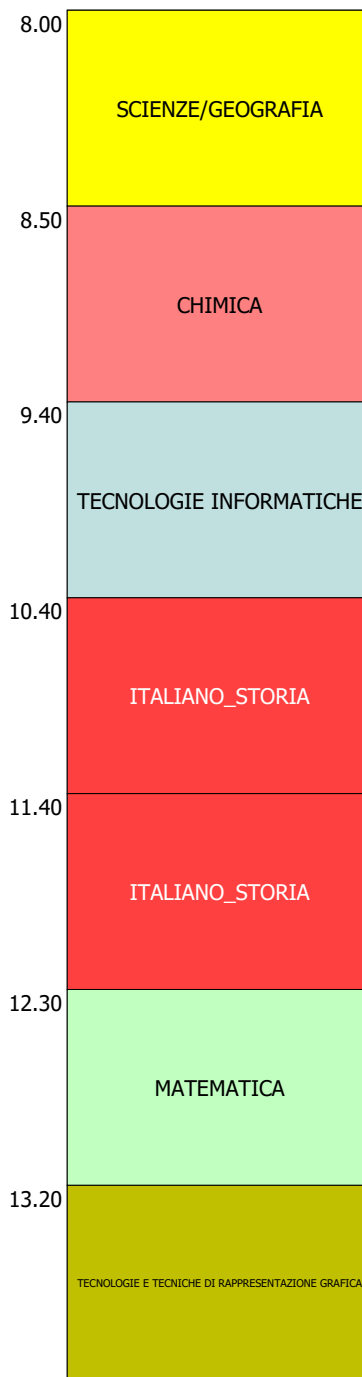 8.00
SCIENZE/GEOGRAFIA
8.50
CHIMICA
9.40
TECNOLOGIE INFORMATICHE
10.40
ITALIANO_STORIA
11.40
ITALIANO_STORIA
12.30
MATEMATICA
13.20
TECNOLOGIE E TECNICHE DI RAPPRESENTAZIONE GRAFICA